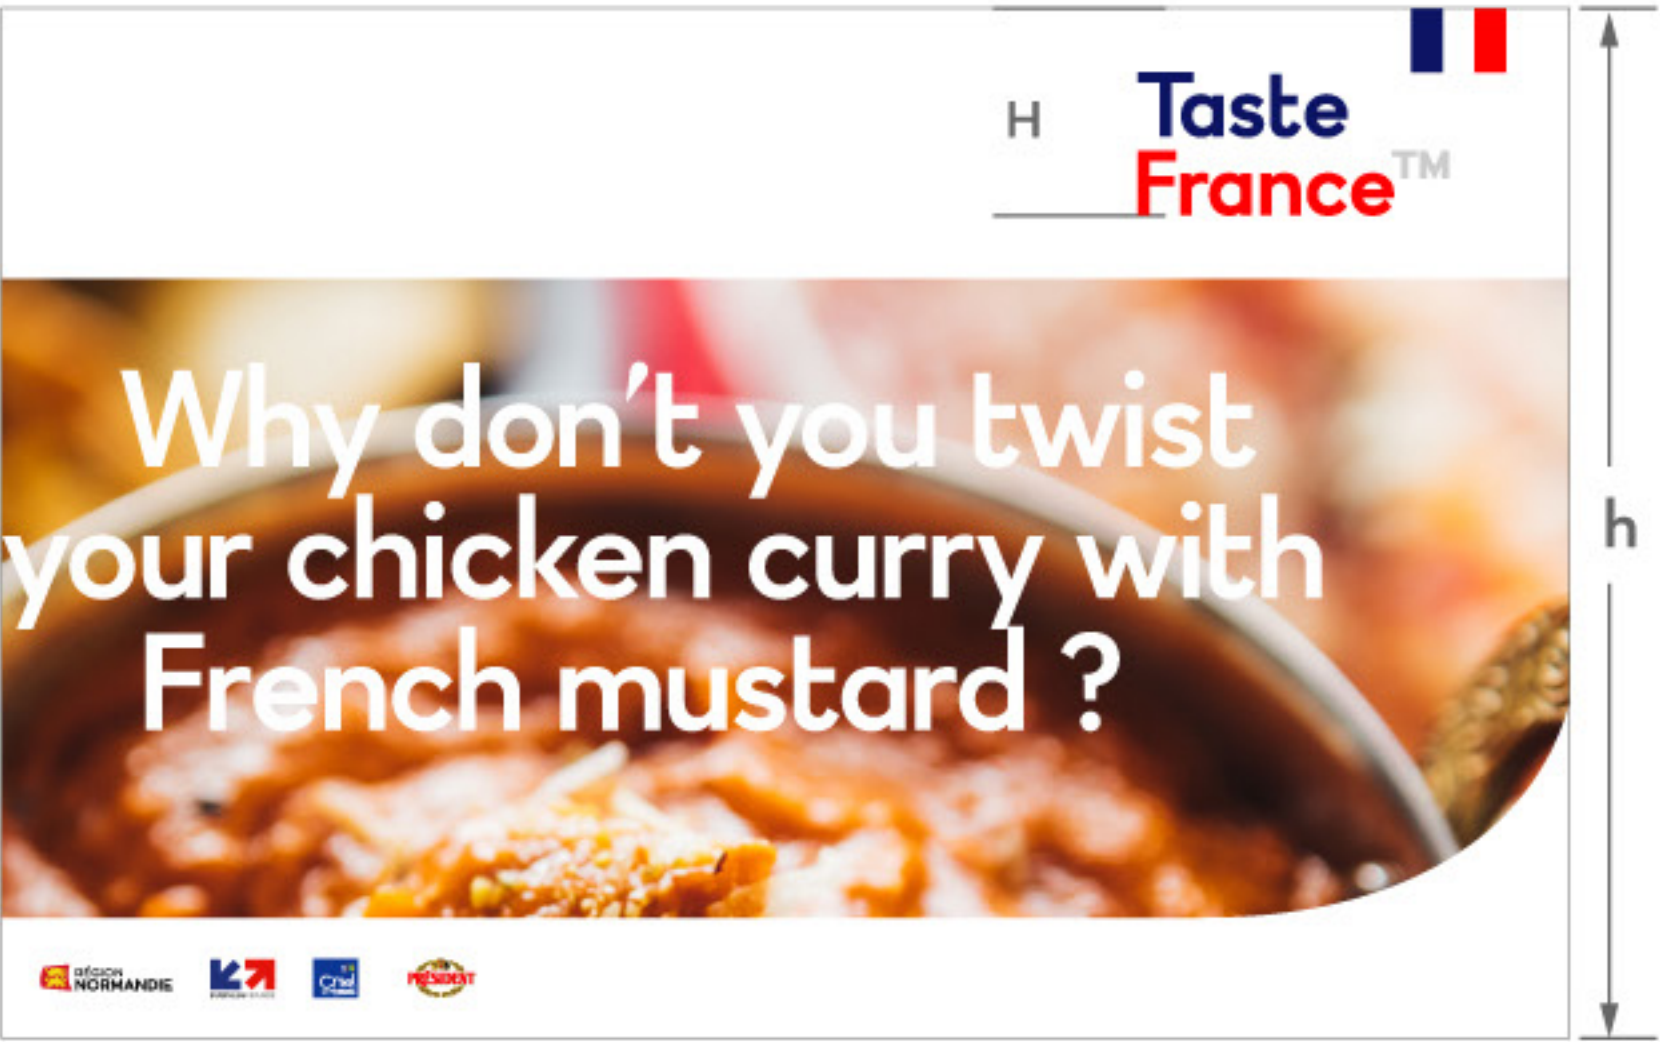 H
Taste
France™
Why don't you twist
your chicken curry with
French mustard ?
h
RÉGION
NORMANDIE
PRÉSIDENT